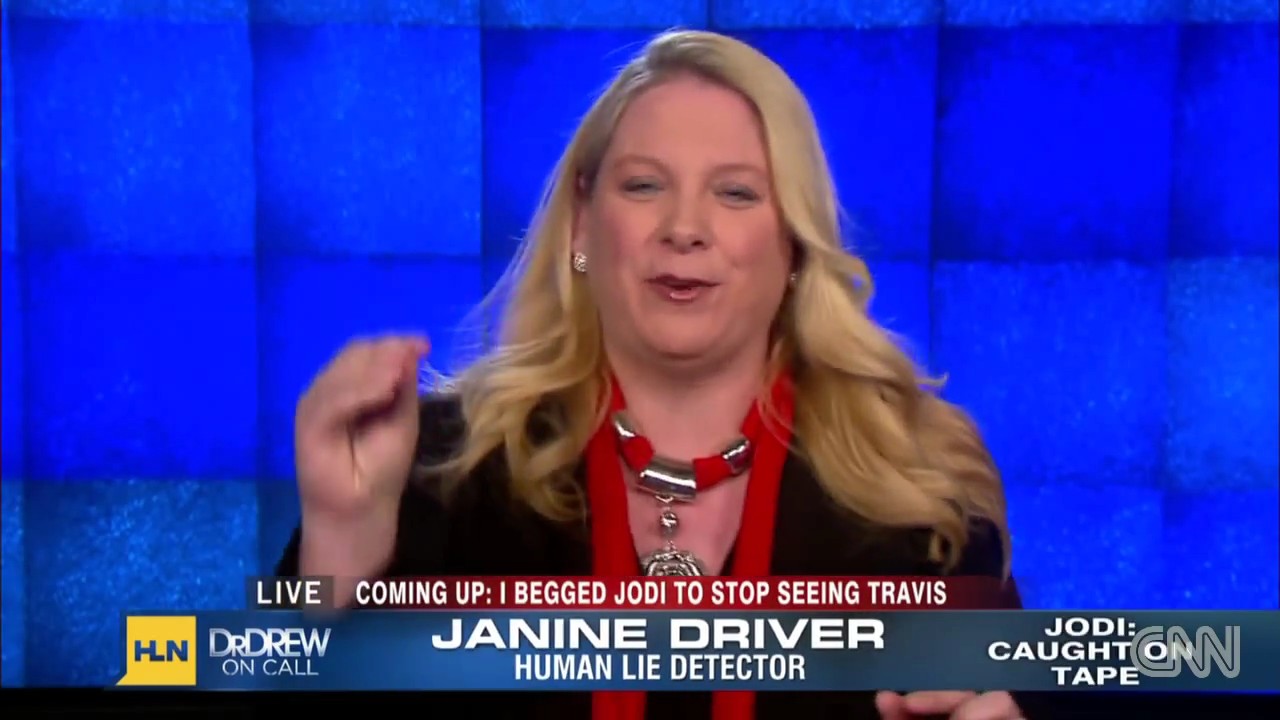 LIVE COMING UP: I BEGGED JODI TO STOP SEEING TRAVIS
HLN
DRDREW
ON CALL
JANINE DRIVER
HUMAN LIE DETECTOR
JODI:
CAUGHT ON
TAPE
CNN